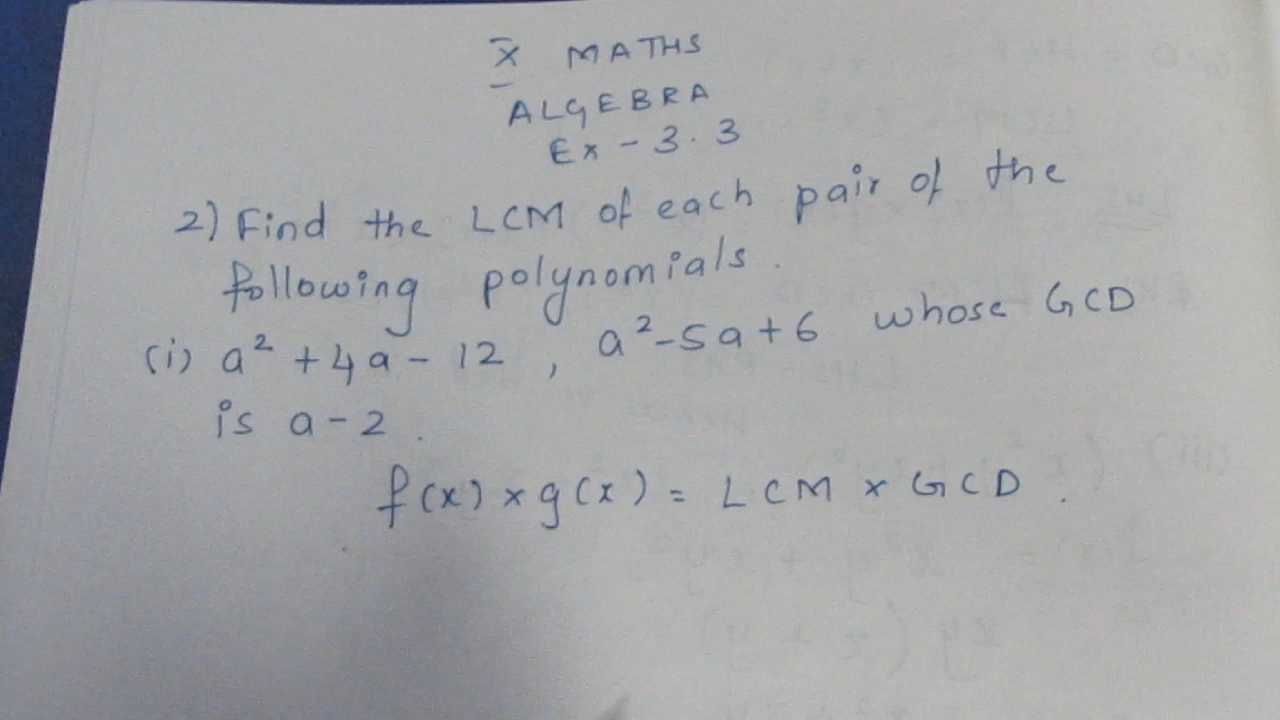 X MATHS
ALGEBRA
Ex - 3.3
2) Find the LCM of each pair of the
following polynomials.
(i) a² + 4a - 12 , a² - 5a + 6 whose GCD
is a - 2 .
f(x) × g(x) = LCM × GCD .